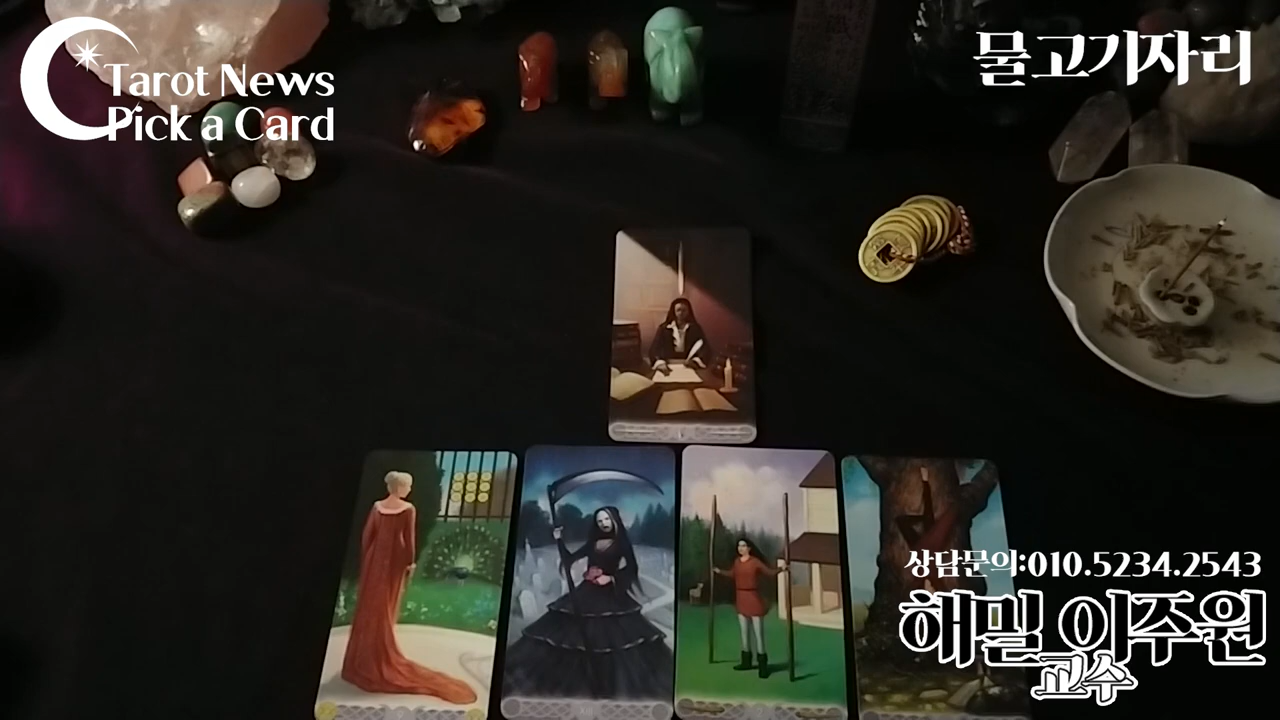 Tarot News
Pick a Card
물고기자리
상담문의:010.5234.2543
해밀 이주원
교수